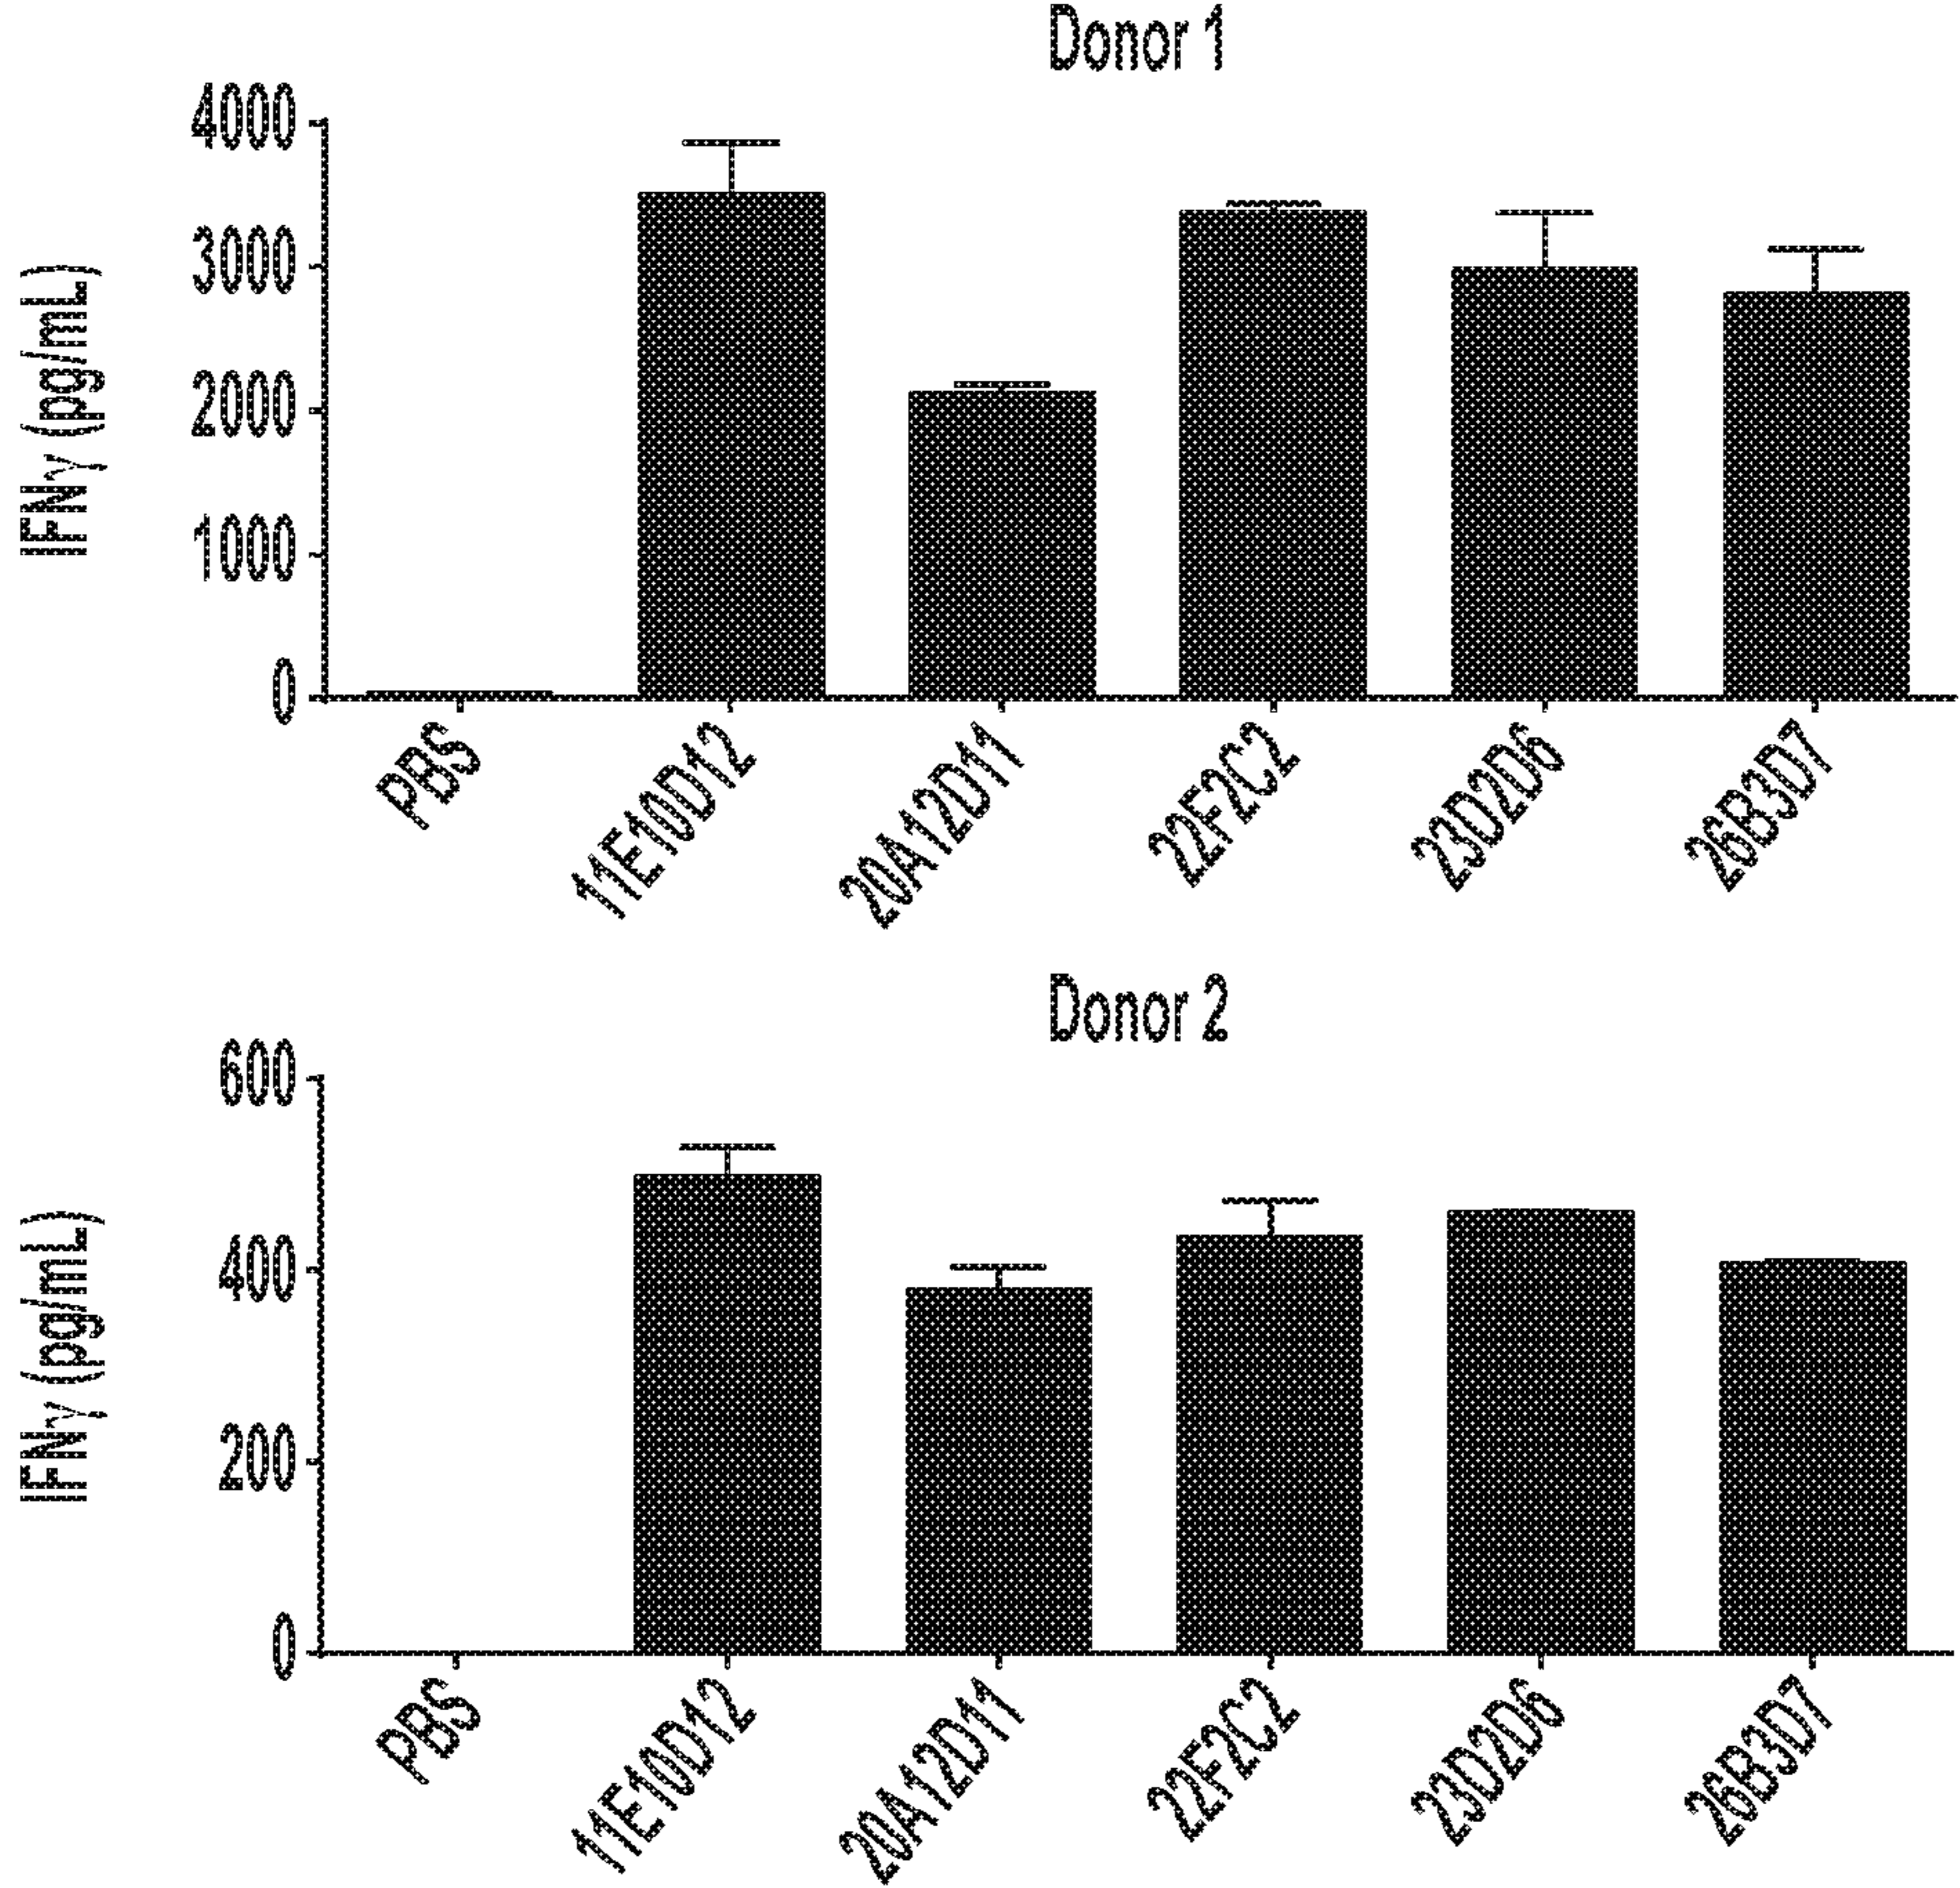 Donor 1
IFNγ (pg/mL)
4000
3000
2000
1000
0
PBS
11E10D12
20A12D11
22F2C2
23D2D6
26B3D7
Donor 2
IFNγ (pg/mL)
600
400
200
0
PBS
11E10D12
20A12D11
22F2C2
23D2D6
26B3D7